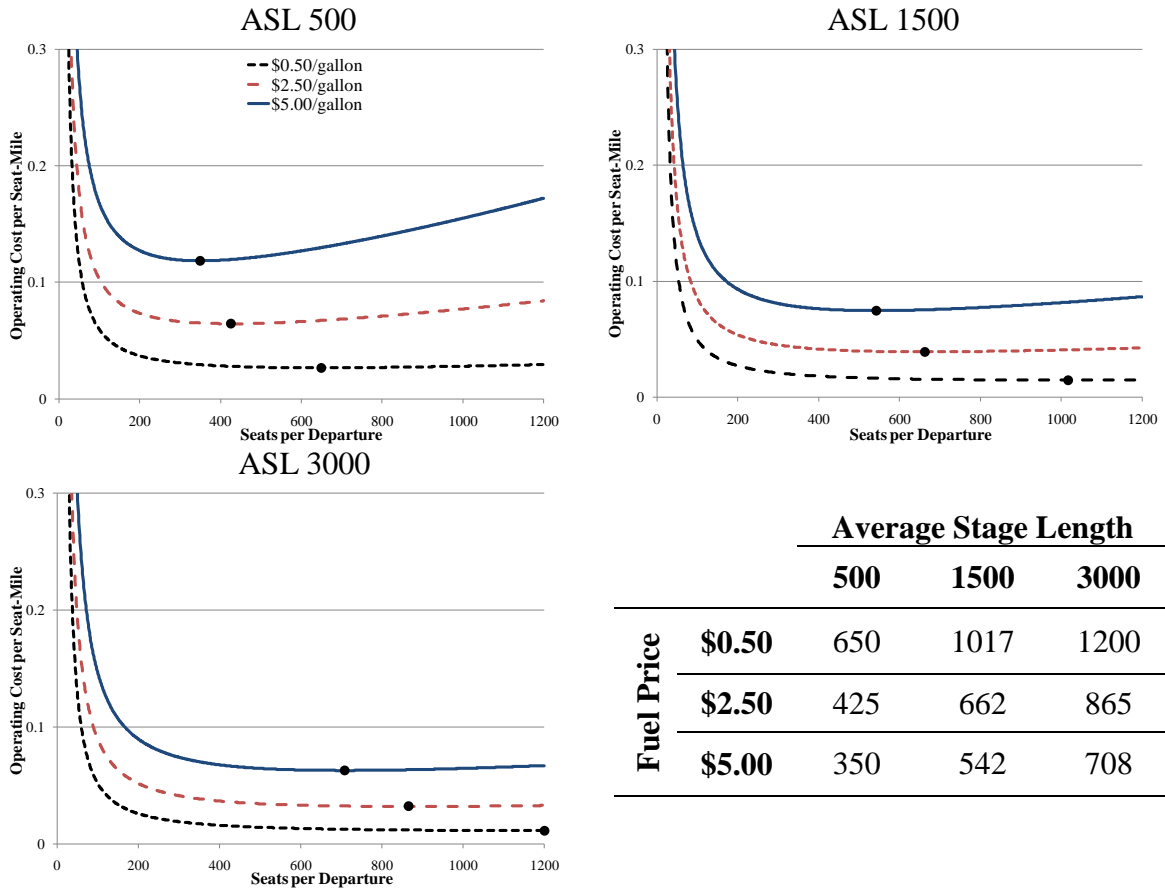 ASL 500
Operating Cost per Seat-Mile
0.3
0.2
0.1
0
$0.50/gallon
$2.50/gallon
$5.00/gallon
0 200 400 600 800 1000 1200
Seats per Departure
ASL 1500
Operating Cost per Seat-Mile
0.3
0.2
0.1
0
0 200 400 600 800 1000 1200
Seats per Departure
ASL 3000
Operating Cost per Seat-Mile
0.3
0.2
0.1
0
0 200 400 600 800 1000 1200
Seats per Departure
Average Stage Length
500 1500 3000
Fuel Price
$0.50 650 1017 1200
$2.50 425 662 865
$5.00 350 542 708